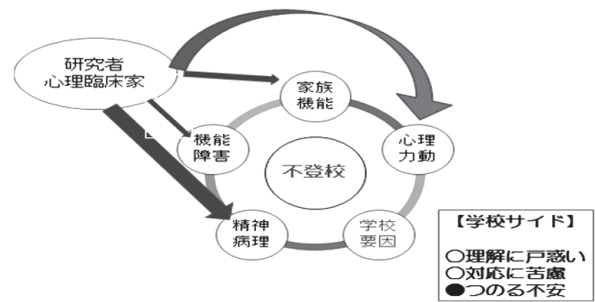 研究者
心理臨床家
家族
機能
機能
障害
心理
力動
不登校
精神
病理
学校
要因
【学校サイド】
○理解に戸惑い
○対応に苦慮
●つのる不安